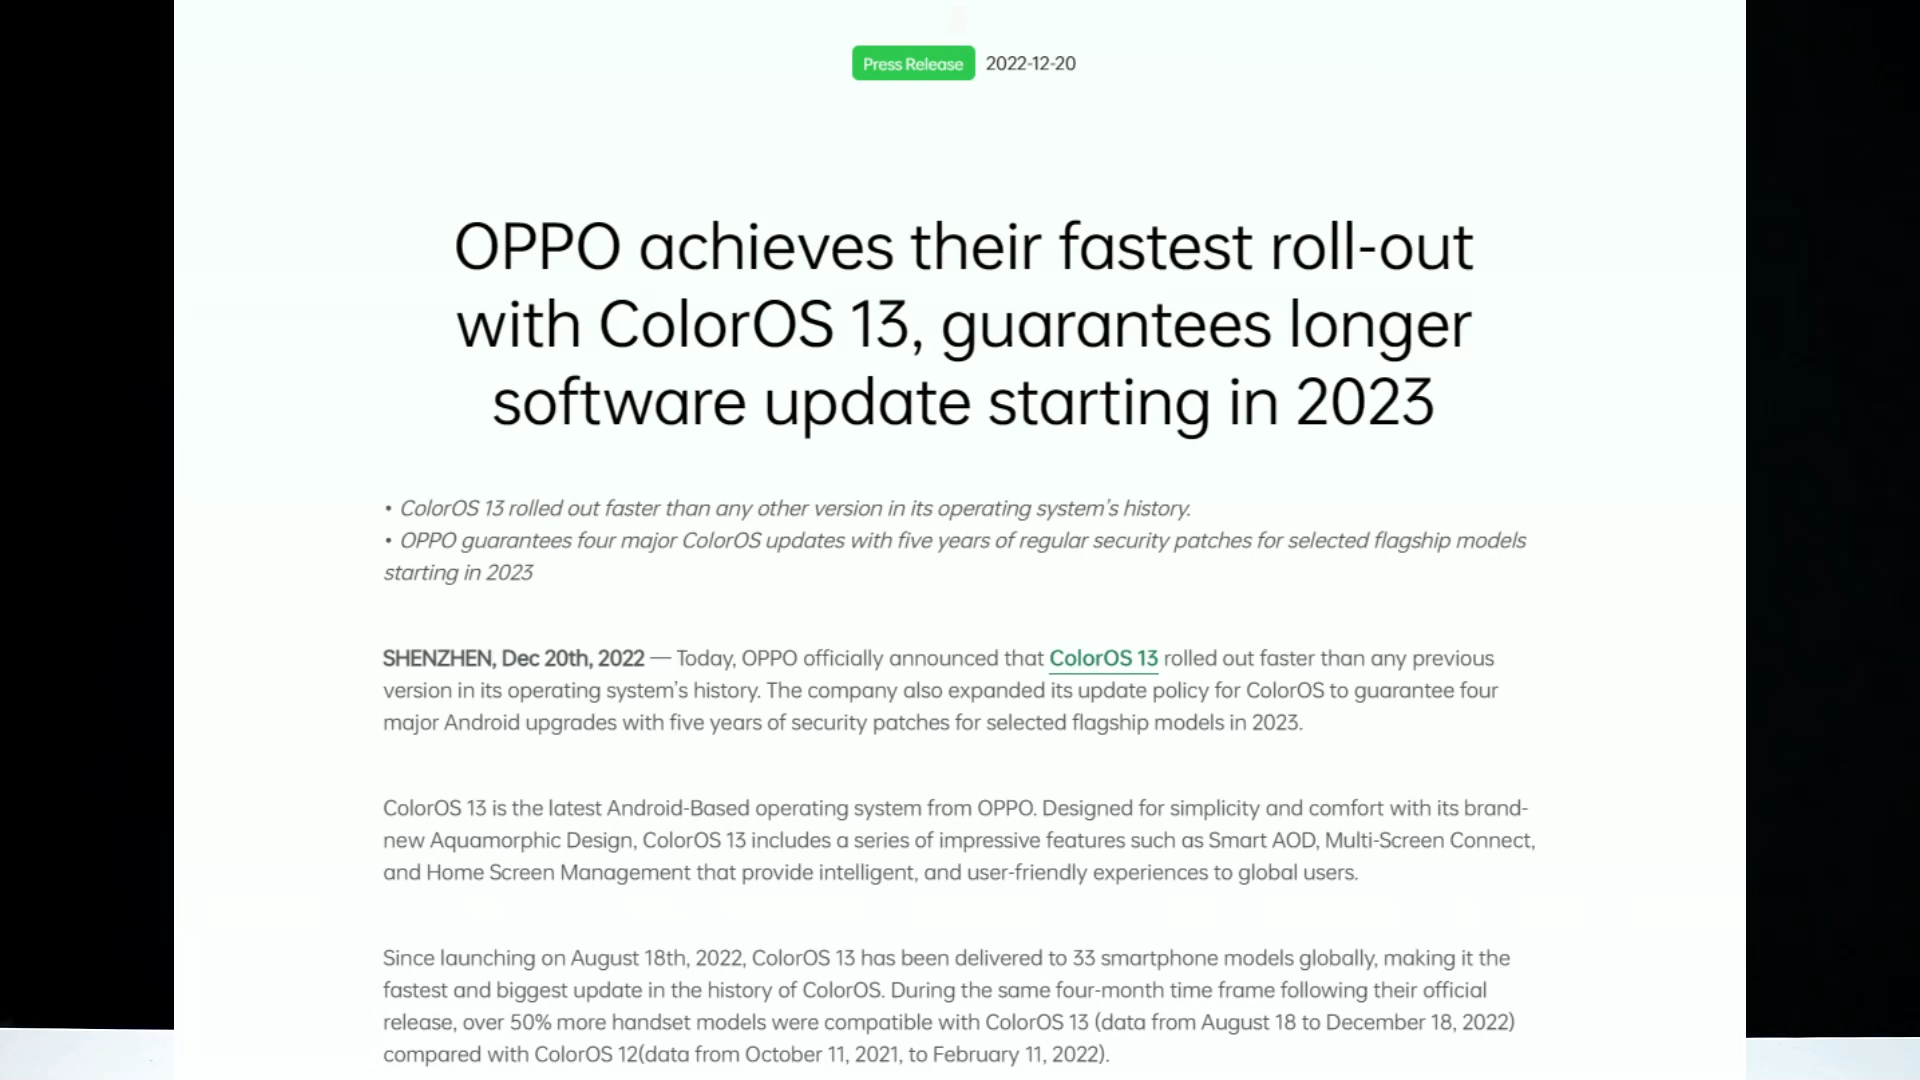 Press Release 2022-12-20
OPPO achieves their fastest roll-out
with ColorOS 13, guarantees longer
software update starting in 2023
• ColorOS 13 rolled out faster than any other version in its operating system's history.
• OPPO guarantees four major ColorOS updates with five years of regular security patches for selected flagship models
starting in 2023
SHENZHEN, Dec 20th, 2022 — Today, OPPO officially announced that ColorOS 13 rolled out faster than any previous
version in its operating system's history. The company also expanded its update policy for ColorOS to guarantee four
major Android upgrades with five years of security patches for selected flagship models in 2023.
ColorOS 13 is the latest Android-Based operating system from OPPO. Designed for simplicity and comfort with its brand-
new Aquamorphic Design, ColorOS 13 includes a series of impressive features such as Smart AOD, Multi-Screen Connect,
and Home Screen Management that provide intelligent, and user-friendly experiences to global users.
Since launching on August 18th, 2022, ColorOS 13 has been delivered to 33 smartphone models globally, making it the
fastest and biggest update in the history of ColorOS. During the same four-month time frame following their official
release, over 50% more handset models were compatible with ColorOS 13 (data from August 18 to December 18, 2022)
compared with ColorOS 12(data from October 11, 2021, to February 11, 2022).